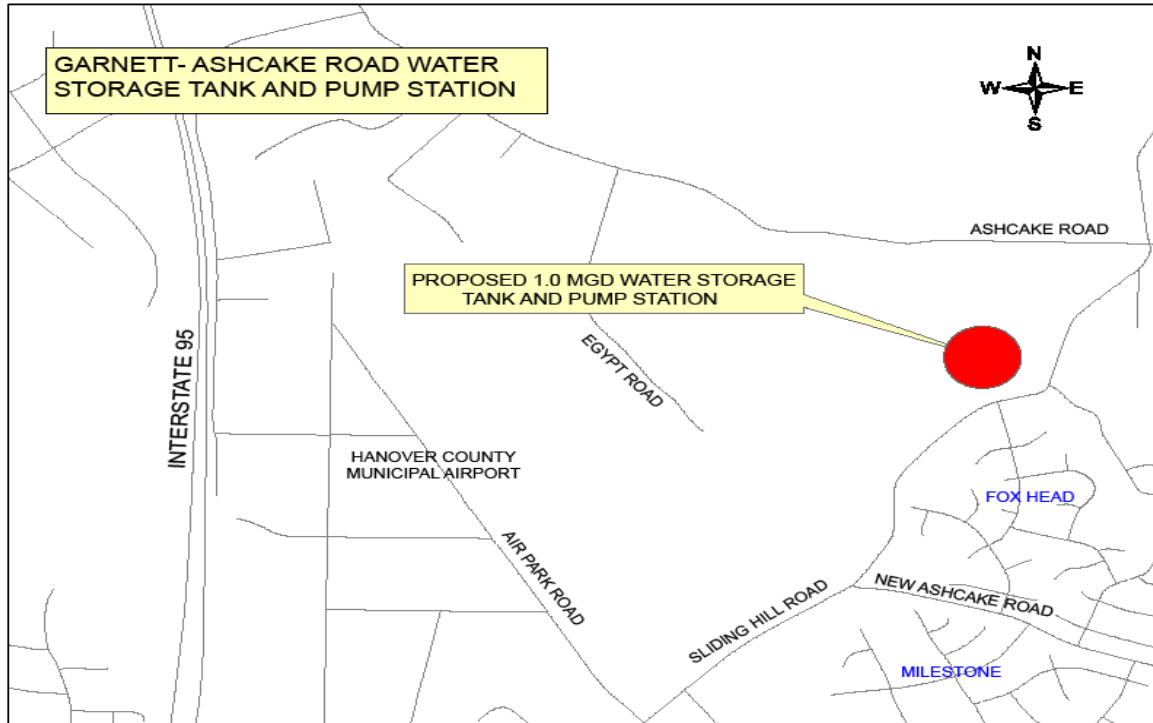 GARNETT- ASHCAKE ROAD WATER
STORAGE TANK AND PUMP STATION
N
W E
S
ASHCAKE ROAD
PROPOSED 1.0 MGD WATER STORAGE
TANK AND PUMP STATION
INTERSTATE 95
EGYPT ROAD
HANOVER COUNTY
MUNICIPAL AIRPORT
FOX HEAD
AIR PARK ROAD
NEW ASHCAKE ROAD
SLIDING HILL ROAD
MILESTONE